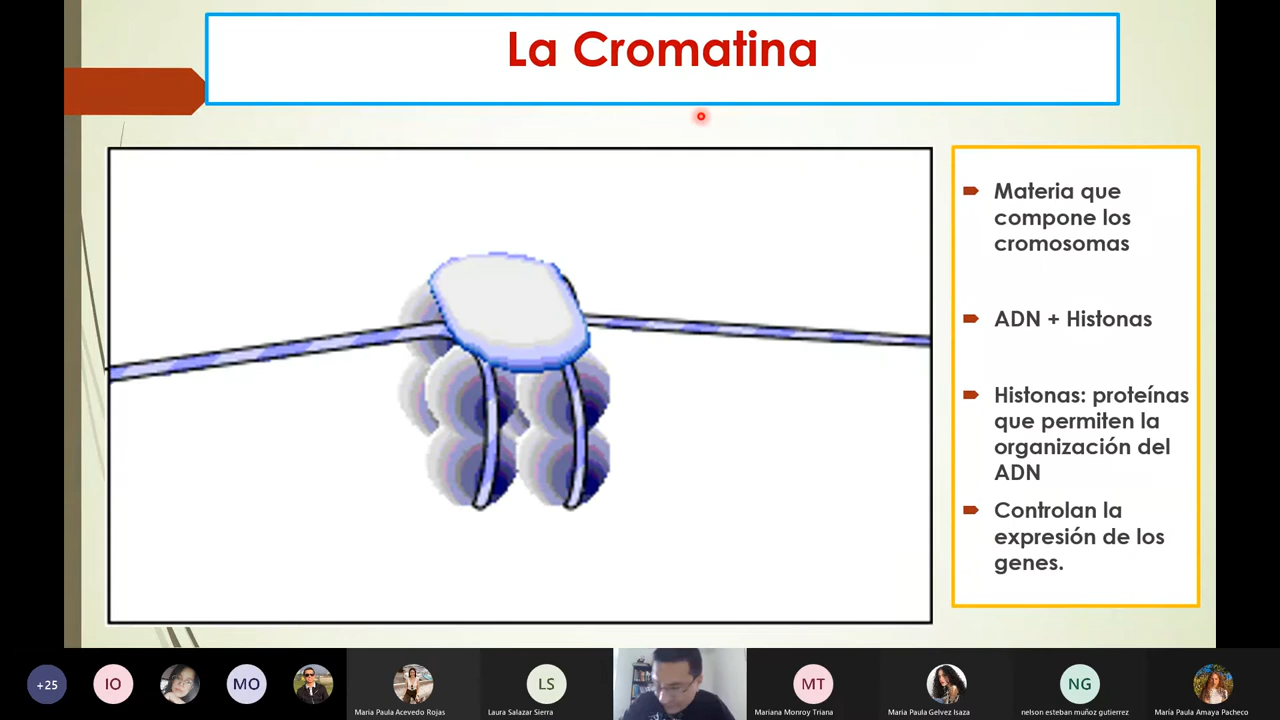 La Cromatina
Materia que
compone los
cromosomas
ADN + Histonas
Histonas: proteínas
que permiten la
organización del
ADN
Controlan la
expresión de los
genes.
+25
IO
MO
LS
MT
NG
Maria Paula Acevedo Rojas
Laura Salazar Sierra
Mariana Monroy Triana
Maria Paula Gelvez Isaza
nelson esteban muñoz gutierrez
María Paula Amaya Pacheco